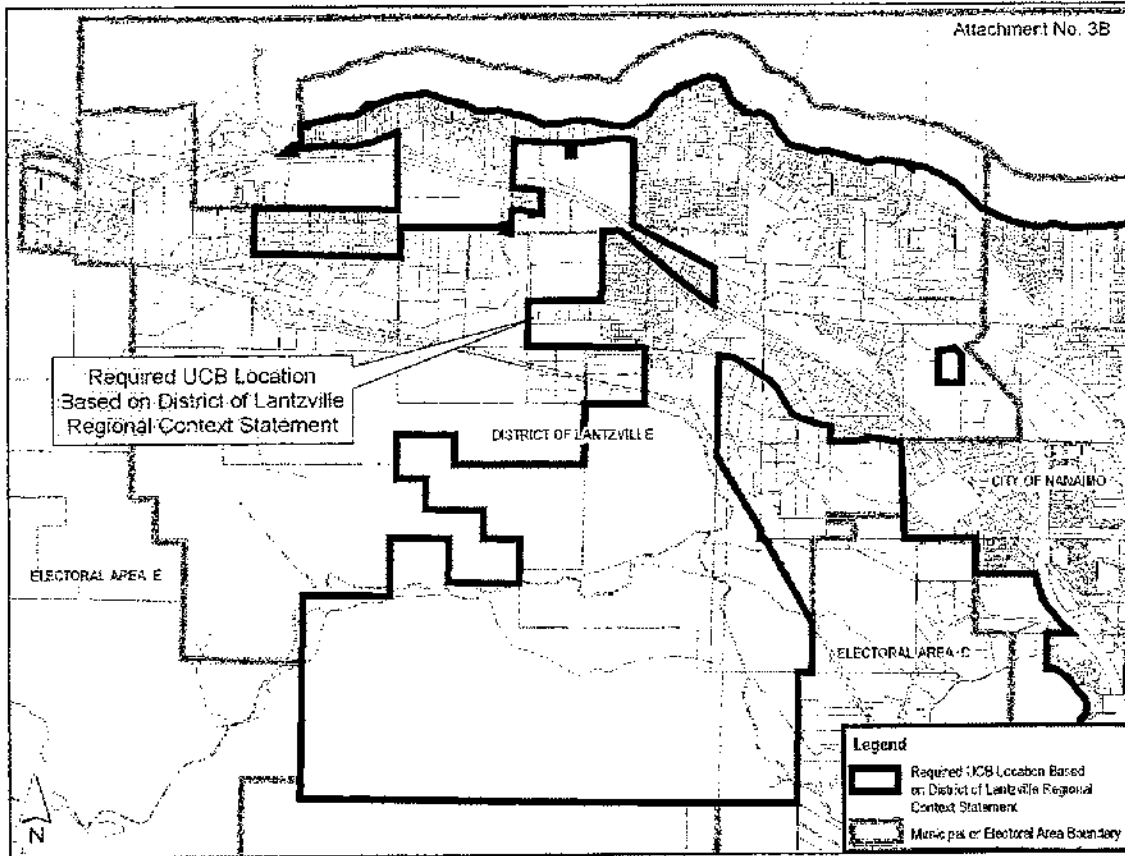 Attachment No. 3B
Required UCB Location
Based on District of Lantzville
Regional Context Statement
DISTRICT OF LANTZVILLE
CITY OF NANAIMO
ELECTORAL AREA E
ELECTORAL AREA C
N
Legend
Required UCB Location Based
on District of Lantzville Regional
Context Statement
Municipal or Electoral Area Boundary